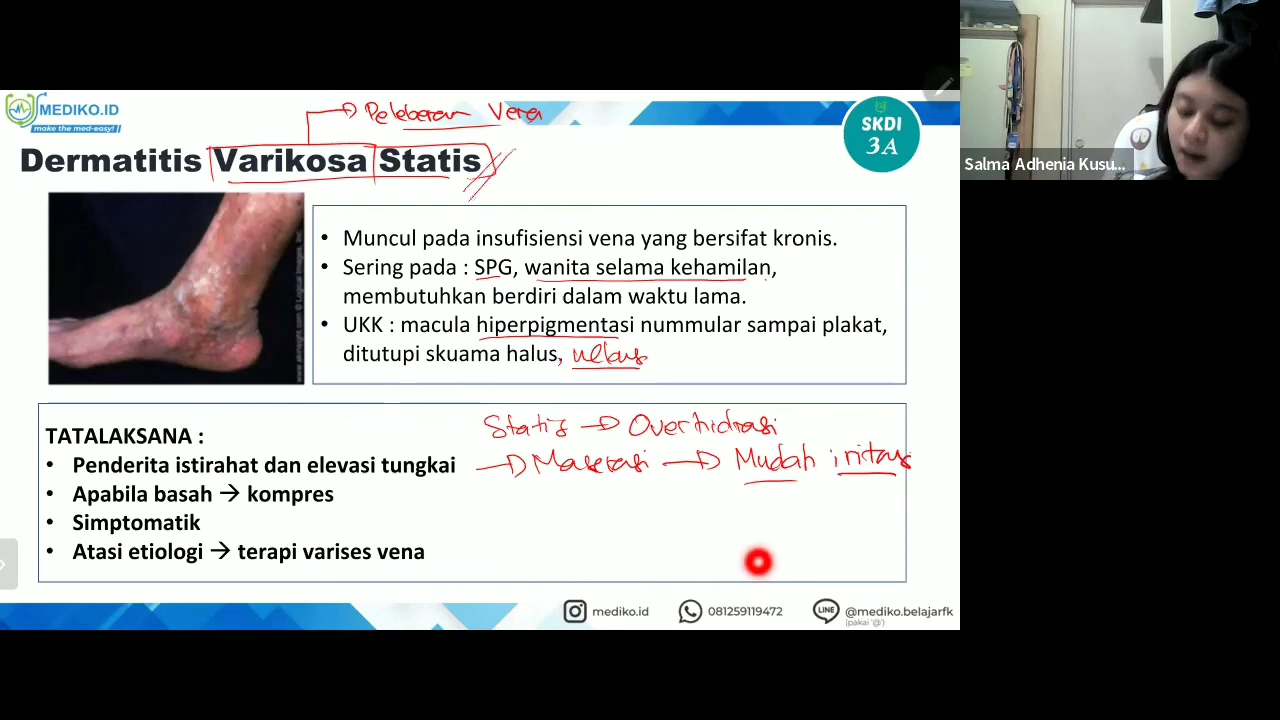 MEDIKO.ID
make the med-easy!
Pelebaran Vena
Dermatitis Varikosa Statis
SKDI
3A
Salma Adhenia Kusu...
• Muncul pada insufisiensi vena yang bersifat kronis.
• Sering pada : SPG, wanita selama kehamilan,
membutuhkan berdiri dalam waktu lama.
• UKK : macula hiperpigmentasi nummular sampai plakat,
ditutupi skuama halus, ulkus
TATALAKSANA :
• Penderita istirahat dan elevasi tungkai
• Apabila basah → kompres
• Simptomatik
• Atasi etiologi → terapi varises vena
Statis → Overhidrasi
→ Maserasi → Mudah iritasi
mediko.id
081259119472
LINE
@mediko.belajarfk
(pakai '@')